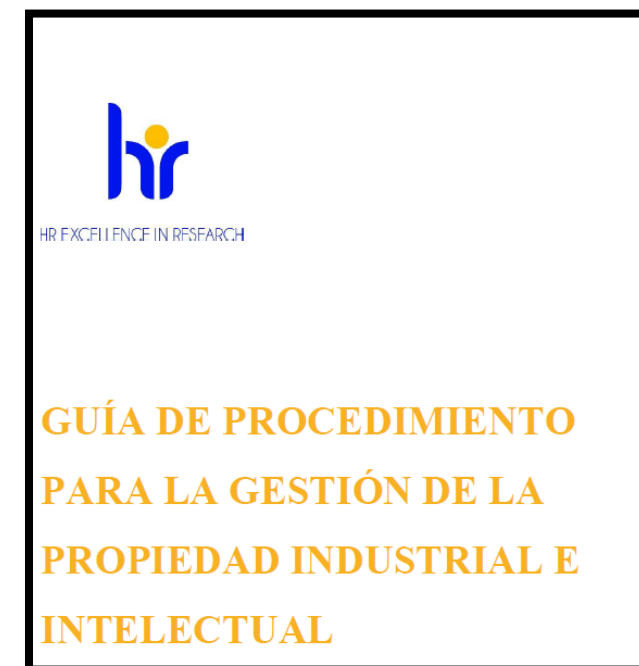 hr
HR EXCELLENCE IN RESEARCH
GUÍA DE PROCEDIMIENTO
PARA LA GESTIÓN DE LA
PROPIEDAD INDUSTRIAL E
INTELECTUAL